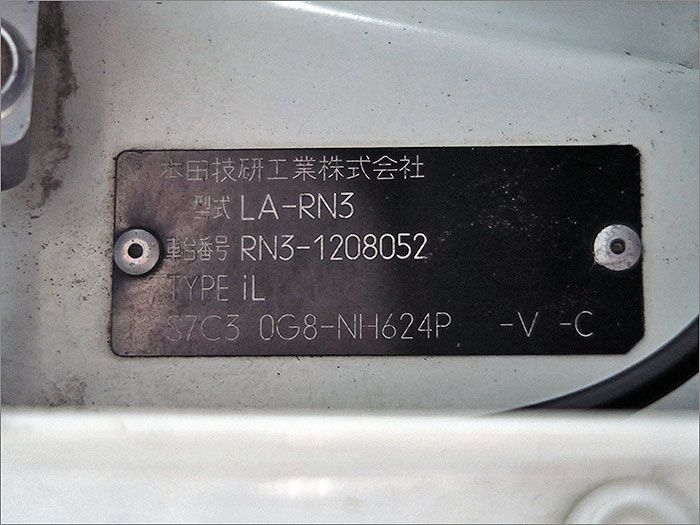 本田技研工業株式会社
型式 LA-RN3
車台番号 RN3-1208052
TYPE iL
S7C3 0G8-NH624P -V -C